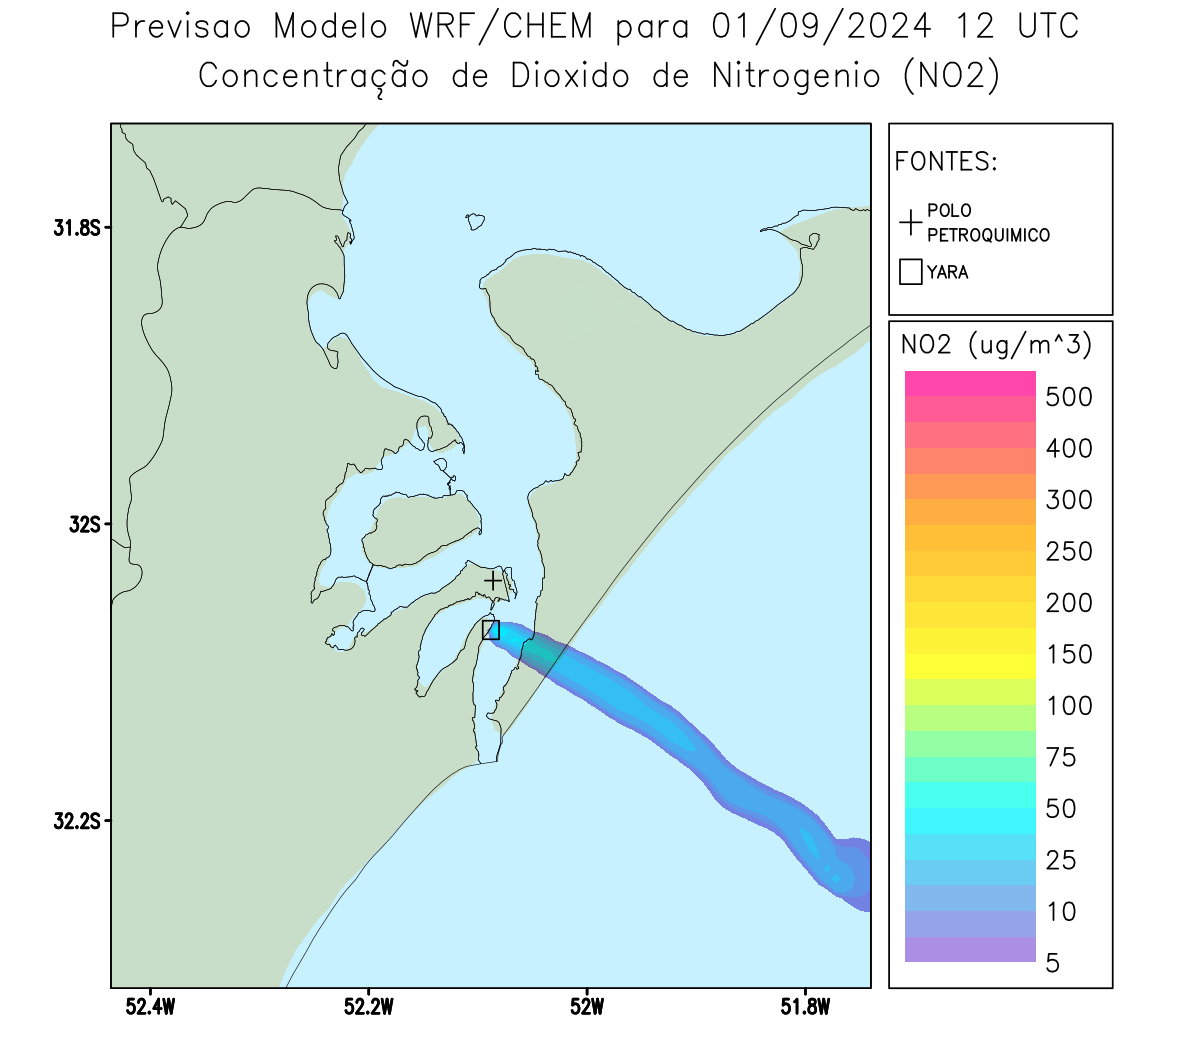 Previsao Modelo WRF/CHEM para 01/09/2024 12 UTC
Concentração de Dioxido de Nitrogenio (NO2)
FONTES:
POLO
PETROQUIMICO
YARA
31.8S
32S
32.2S
52.4W
52.2W
52W
51.8W
NO2 (ug/m^3)
500
400
300
250
200
150
100
75
50
25
10
5